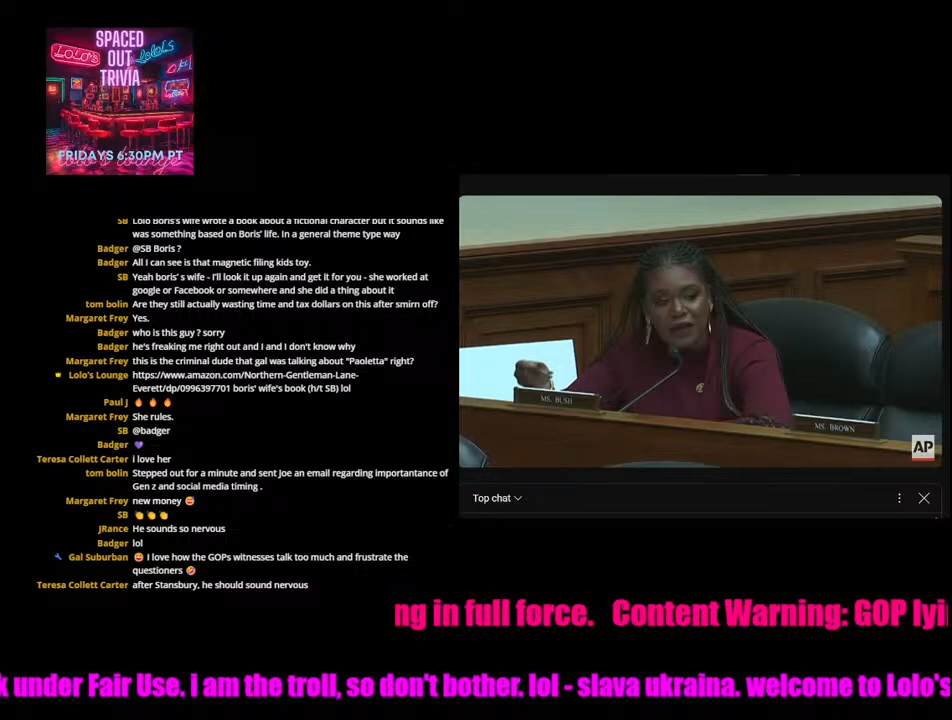 SPACED
OUT
TRIVIA
LOLO'S
LOLO'S
FRIDAYS 6:30PM PT
lolo's lounge
SB Lolo Boris's wife wrote a book about a fictional character but it sounds like
was something based on Boris' life. In a general theme type way
Badger @SB Boris ?
Badger All I can see is that magnetic filing kids toy.
SB Yeah boris' s wife - I'll look it up again and get it for you - she worked at
google or Facebook or somewhere and she did a thing about it
tom bolin Are they still actually wasting time and tax dollars on this after smirn off?
Margaret Frey Yes.
Badger who is this guy ? sorry
Badger he's freaking me right out and I and I don't know why
Margaret Frey this is the criminal dude that gal was talking about "Paoletta" right?
Lolo's Lounge https://www.amazon.com/Northern-Gentleman-Lane-
Everett/dp/0996397701 boris' wife's book (h/t SB) lol
Paul J 🔥 🔥 🔥
Margaret Frey She rules.
SB @badger
Badger 💜
Teresa Collett Carter i love her
tom bolin Stepped out for a minute and sent Joe an email regarding importantance of
Gen z and social media timing .
Margaret Frey new money 🥰
SB 👏 👏 👏
JRance He sounds so nervous
Badger lol
Gal Suburban 🥰 I love how the GOPs witnesses talk too much and frustrate the
questioners 🤣
Teresa Collett Carter after Stansbury, he should sound nervous
MS. BUSH
MS. BROWN
AP
Top chat
ng in full force. Content Warning: GOP lyi
k under Fair Use. i am the troll, so don't bother. lol - slava ukraina. welcome to Lolo's